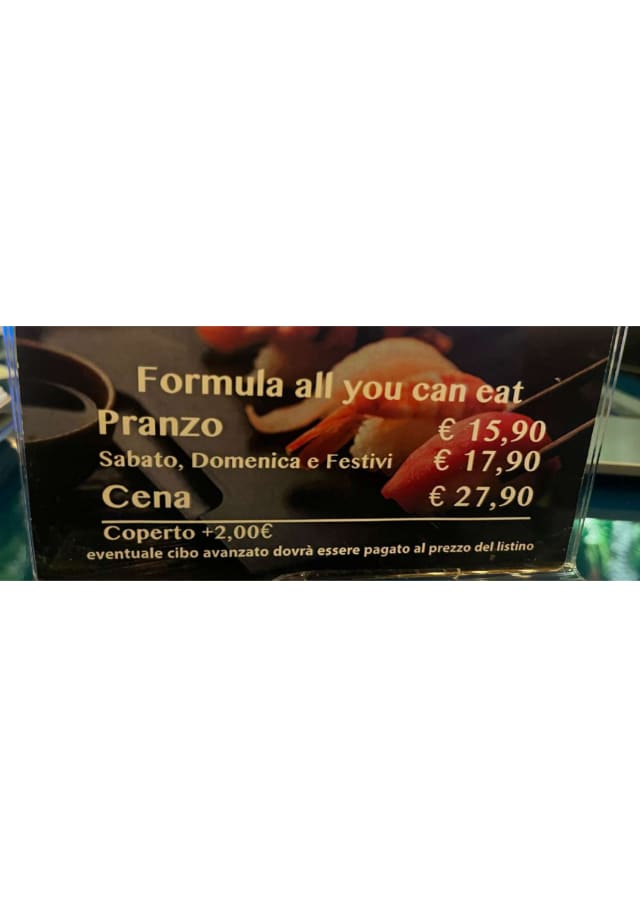 Formula all you can eat
Pranzo € 15,90
Sabato, Domenica e Festivi € 17,90
Cena € 27,90
Coperto +2,00€
eventuale cibo avanzato dovrà essere pagato al prezzo del listino